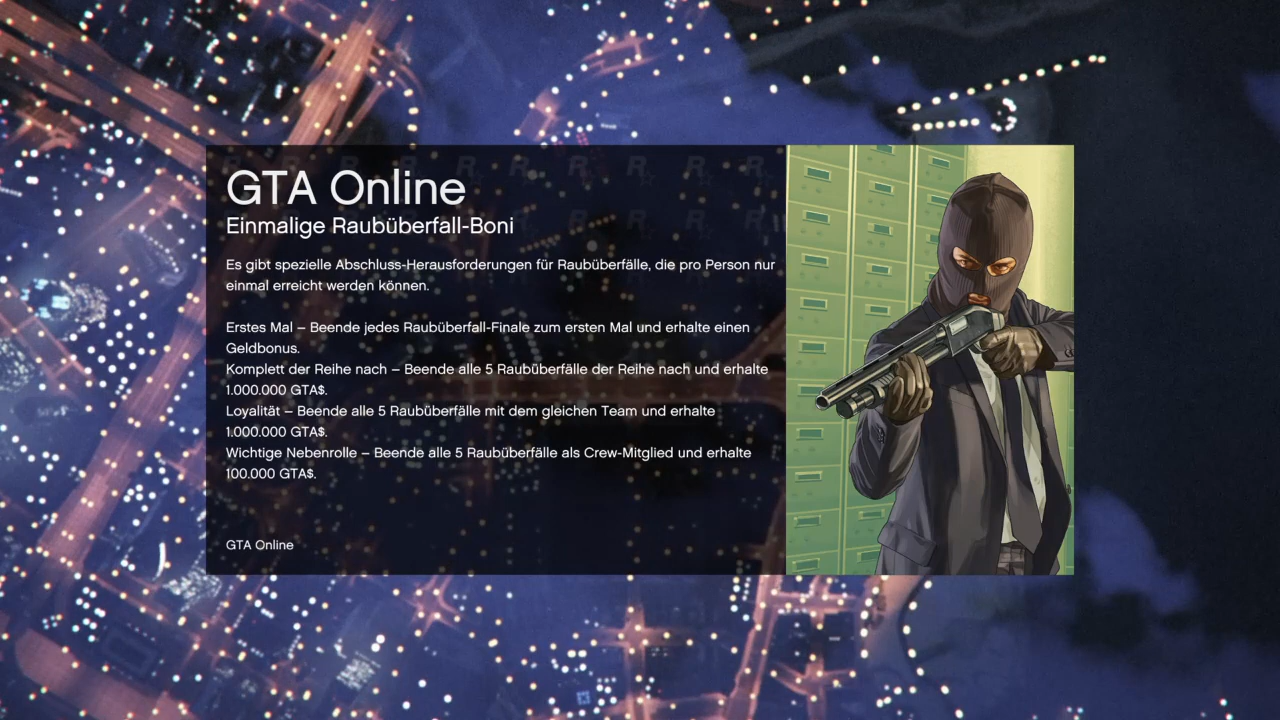 GTA Online
Einmalige Raubüberfall-Boni
Es gibt spezielle Abschluss-Herausforderungen für Raubüberfälle, die pro Person nur
einmal erreicht werden können.
Erstes Mal – Beende jedes Raubüberfall-Finale zum ersten Mal und erhalte einen
Geldbonus.
Komplett der Reihe nach – Beende alle 5 Raubüberfälle der Reihe nach und erhalte
1.000.000 GTA$.
Loyalität – Beende alle 5 Raubüberfälle mit dem gleichen Team und erhalte
1.000.000 GTA$.
Wichtige Nebenrolle – Beende alle 5 Raubüberfälle als Crew-Mitglied und erhalte
100.000 GTA$.
GTA Online